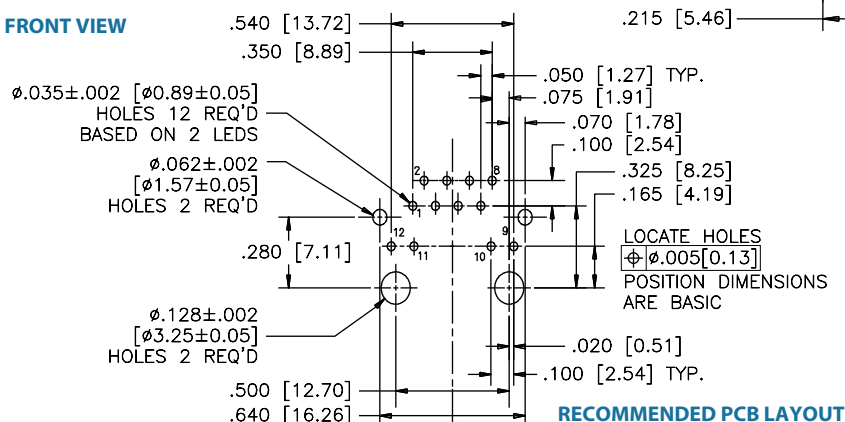 FRONT VIEW
.540 [13.72]
.215 [5.46]
.350 [8.89]
.050 [1.27] TYP.
.075 [1.91]
ø.035±.002 [ø0.89±0.05]
HOLES 12 REQ'D
BASED ON 2 LEDS
.070 [1.78]
.100 [2.54]
ø.062±.002
[ø1.57±0.05]
HOLES 2 REQ'D
2
8
.325 [8.25]
.165 [4.19]
1
12
9
11
10
.280 [7.11]
LOCATE HOLES
⌖ ø.005[0.13]
POSITION DIMENSIONS
ARE BASIC
ø.128±.002
[ø3.25±0.05]
HOLES 2 REQ'D
.020 [0.51]
.100 [2.54] TYP.
.500 [12.70]
.640 [16.26]
RECOMMENDED PCB LAYOUT